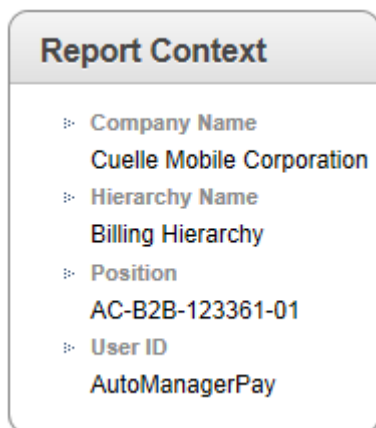 Report Context
Company Name
Cuelle Mobile Corporation
Hierarchy Name
Billing Hierarchy
Position
AC-B2B-123361-01
User ID
AutoManagerPay